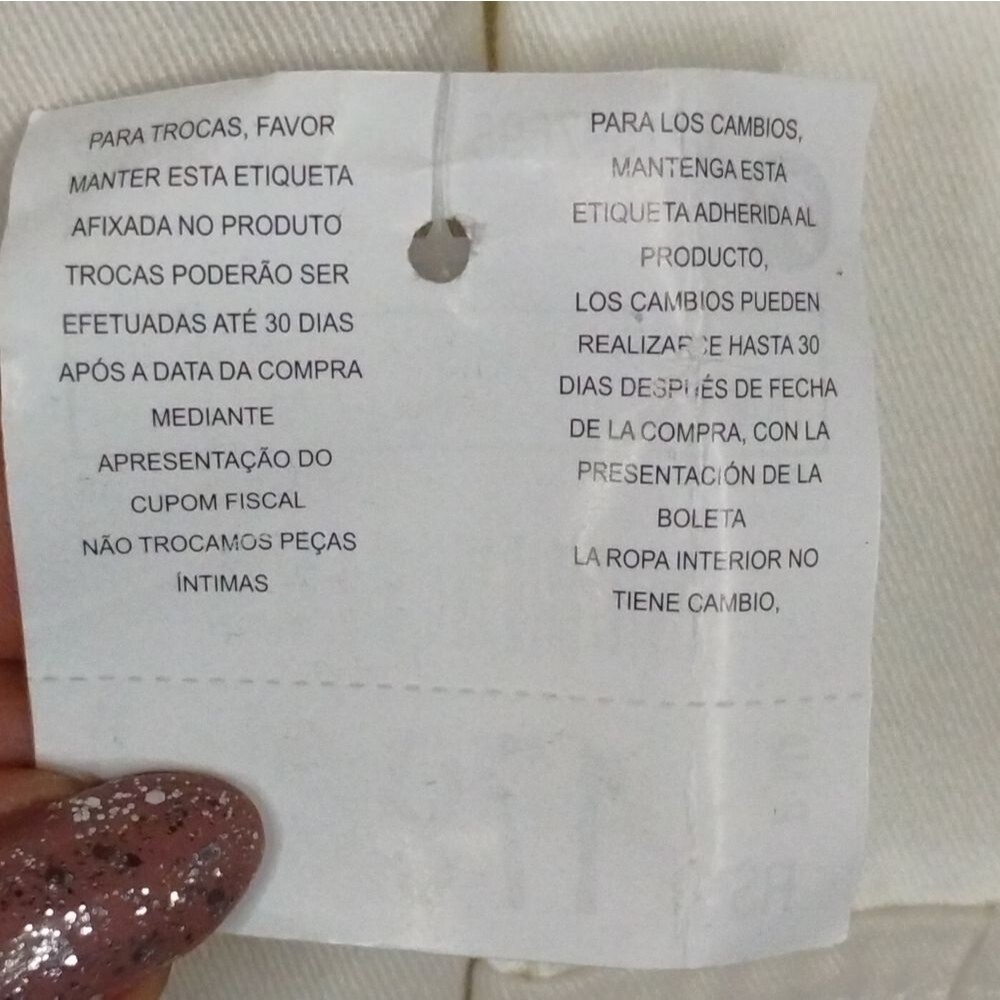 PARA TROCAS, FAVOR
MANTER ESTA ETIQUETA
AFIXADA NO PRODUTO
TROCAS PODERÃO SER
EFETUADAS ATÉ 30 DIAS
APÓS A DATA DA COMPRA
MEDIANTE
APRESENTAÇÃO DO
CUPOM FISCAL
NÃO TROCAMOS PEÇAS
ÍNTIMAS
PARA LOS CAMBIOS,
MANTENGA ESTA
ETIQUETA ADHERIDA AL
PRODUCTO,
LOS CAMBIOS PUEDEN
HASTA 30
DIAS DESPUÉS DE FECHA
DE LA COMPRA, CON LA
PRESENTACIÓN DE LA
BOLETA
LA ROPA INTERIOR NO
TIENE CAMBIO,